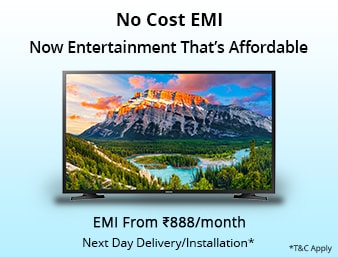 No Cost EMI
Now Entertainment That's Affordable
EMI From ₹888/month
Next Day Delivery/Installation*
*T&C Apply